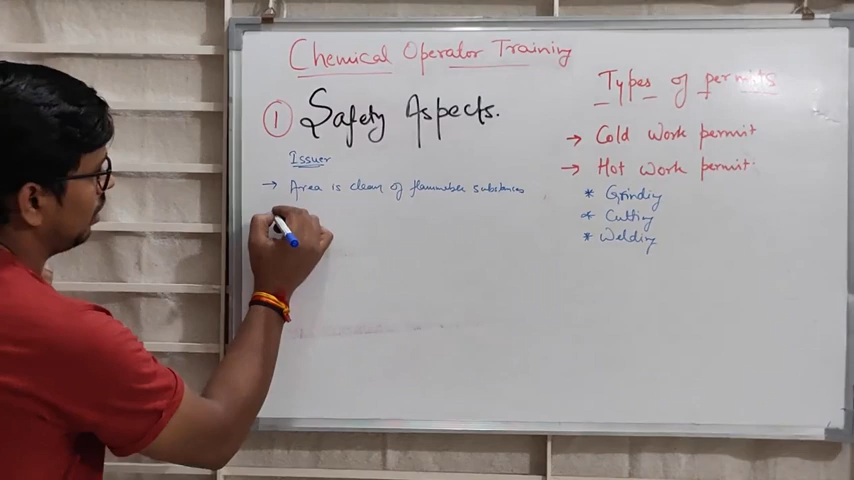 Chemical Operator Training
① Safety Aspects.
Issuer
→ Area is clean of flammeber substances
Types of permits
→ Cold Work permit
→ Hot Work permit.
* Grinding
* Cutting
* Welding